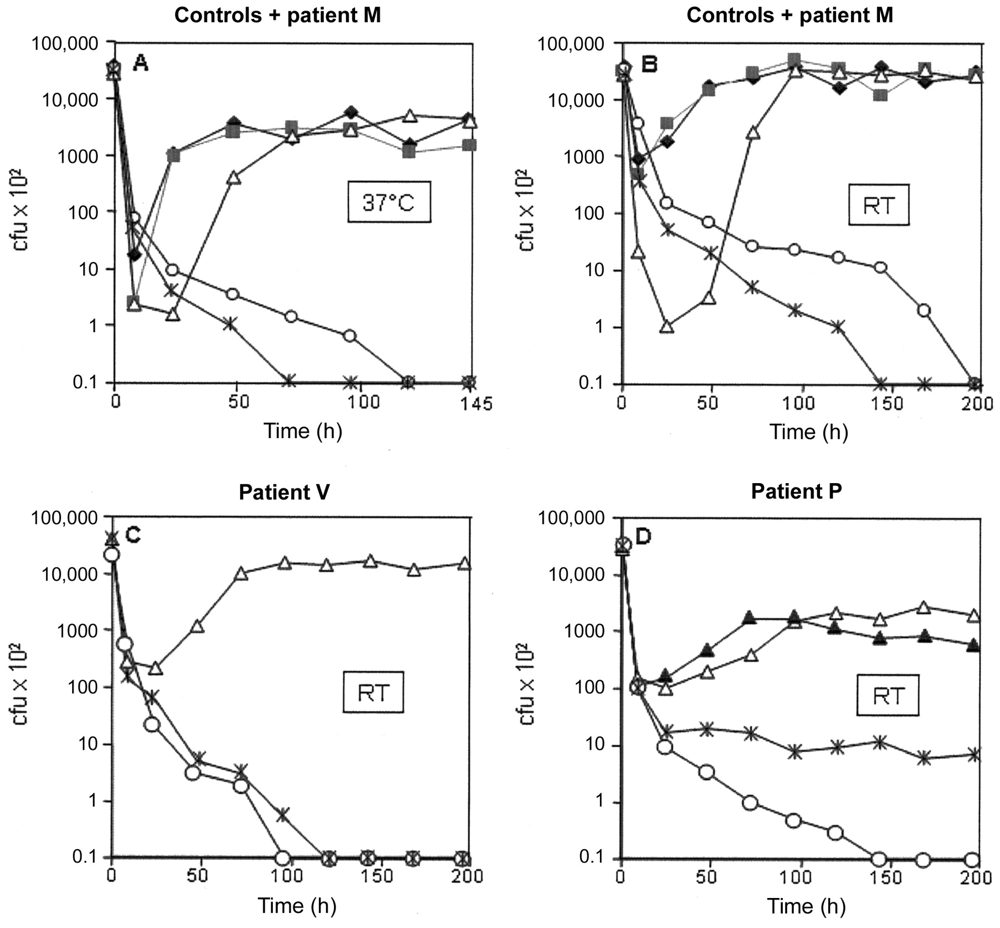 Controls + patient M
100,000
10,000
1000
100
10
1
0.1
cfu × 10²
A
37°C
0
50
100
145
Time (h)
Controls + patient M
100,000
10,000
1000
100
10
1
0.1
cfu × 10²
B
RT
0
50
100
150
200
Time (h)
Patient V
100,000
10,000
1000
100
10
1
0.1
cfu × 10²
C
RT
0
50
100
150
200
Time (h)
Patient P
100,000
10,000
1000
100
10
1
0.1
cfu × 10²
D
RT
0
50
100
150
200
Time (h)